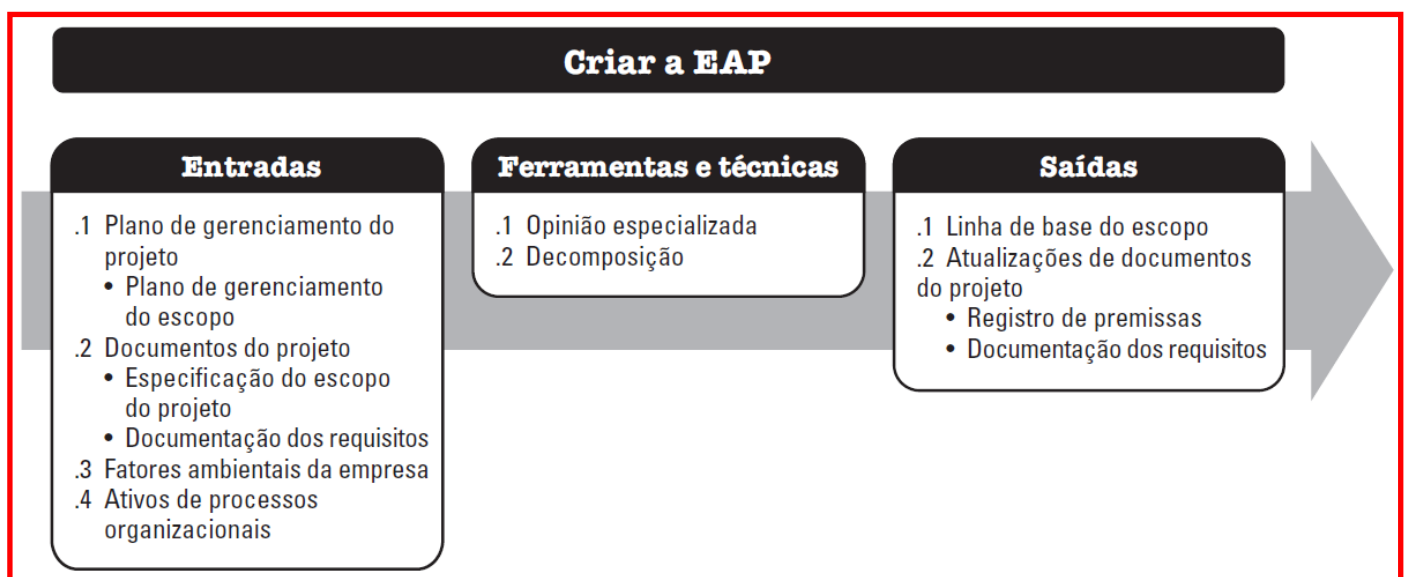 Criar a EAP
Entradas
.1 Plano de gerenciamento do
projeto
• Plano de gerenciamento
do escopo
.2 Documentos do projeto
• Especificação do escopo
do projeto
• Documentação dos requisitos
.3 Fatores ambientais da empresa
.4 Ativos de processos
organizacionais
Ferramentas e técnicas
.1 Opinião especializada
.2 Decomposição
Saídas
.1 Linha de base do escopo
.2 Atualizações de documentos
do projeto
• Registro de premissas
• Documentação dos requisitos